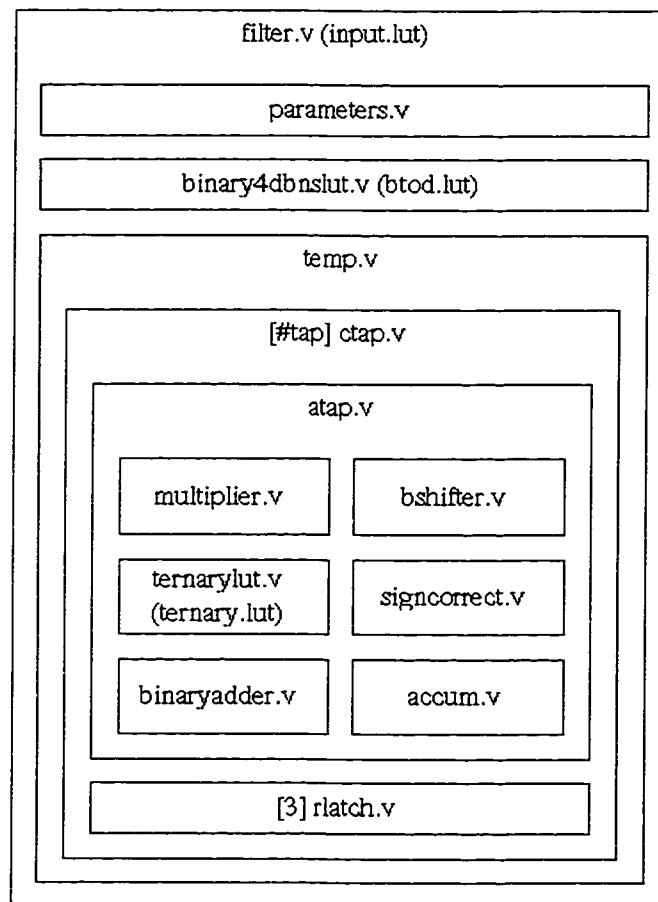 filter.v (input.lut)
parameters.v
binary4dbnslut.v (btod.lut)
temp.v
[#tap] ctap.v
atap.v
multiplier.v
bshifter.v
ternarylut.v
(ternary.lut)
signcorrect.v
binaryadder.v
accum.v
[3] rlatch.v